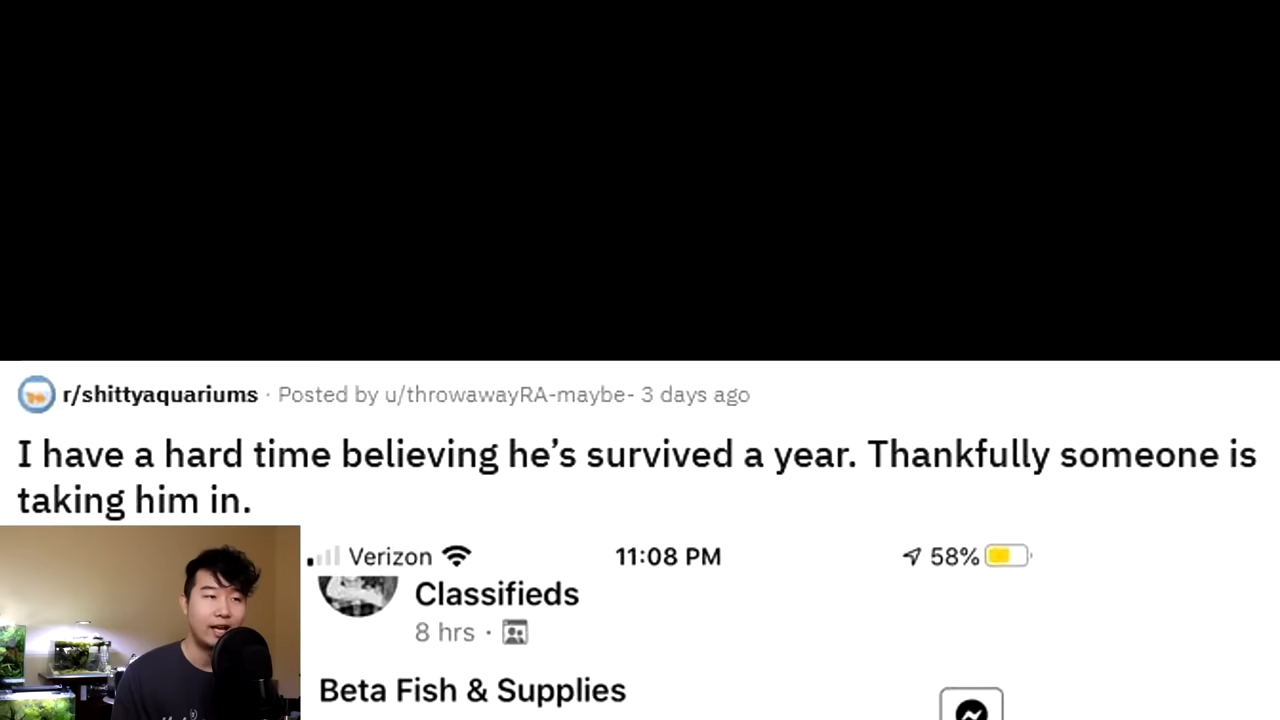 r/shittyaquariums · Posted by u/throwawayRA-maybe- 3 days ago
I have a hard time believing he's survived a year. Thankfully someone is
taking him in.
Verizon 11:08 PM 58%
Classifieds
8 hrs ·
Beta Fish & Supplies